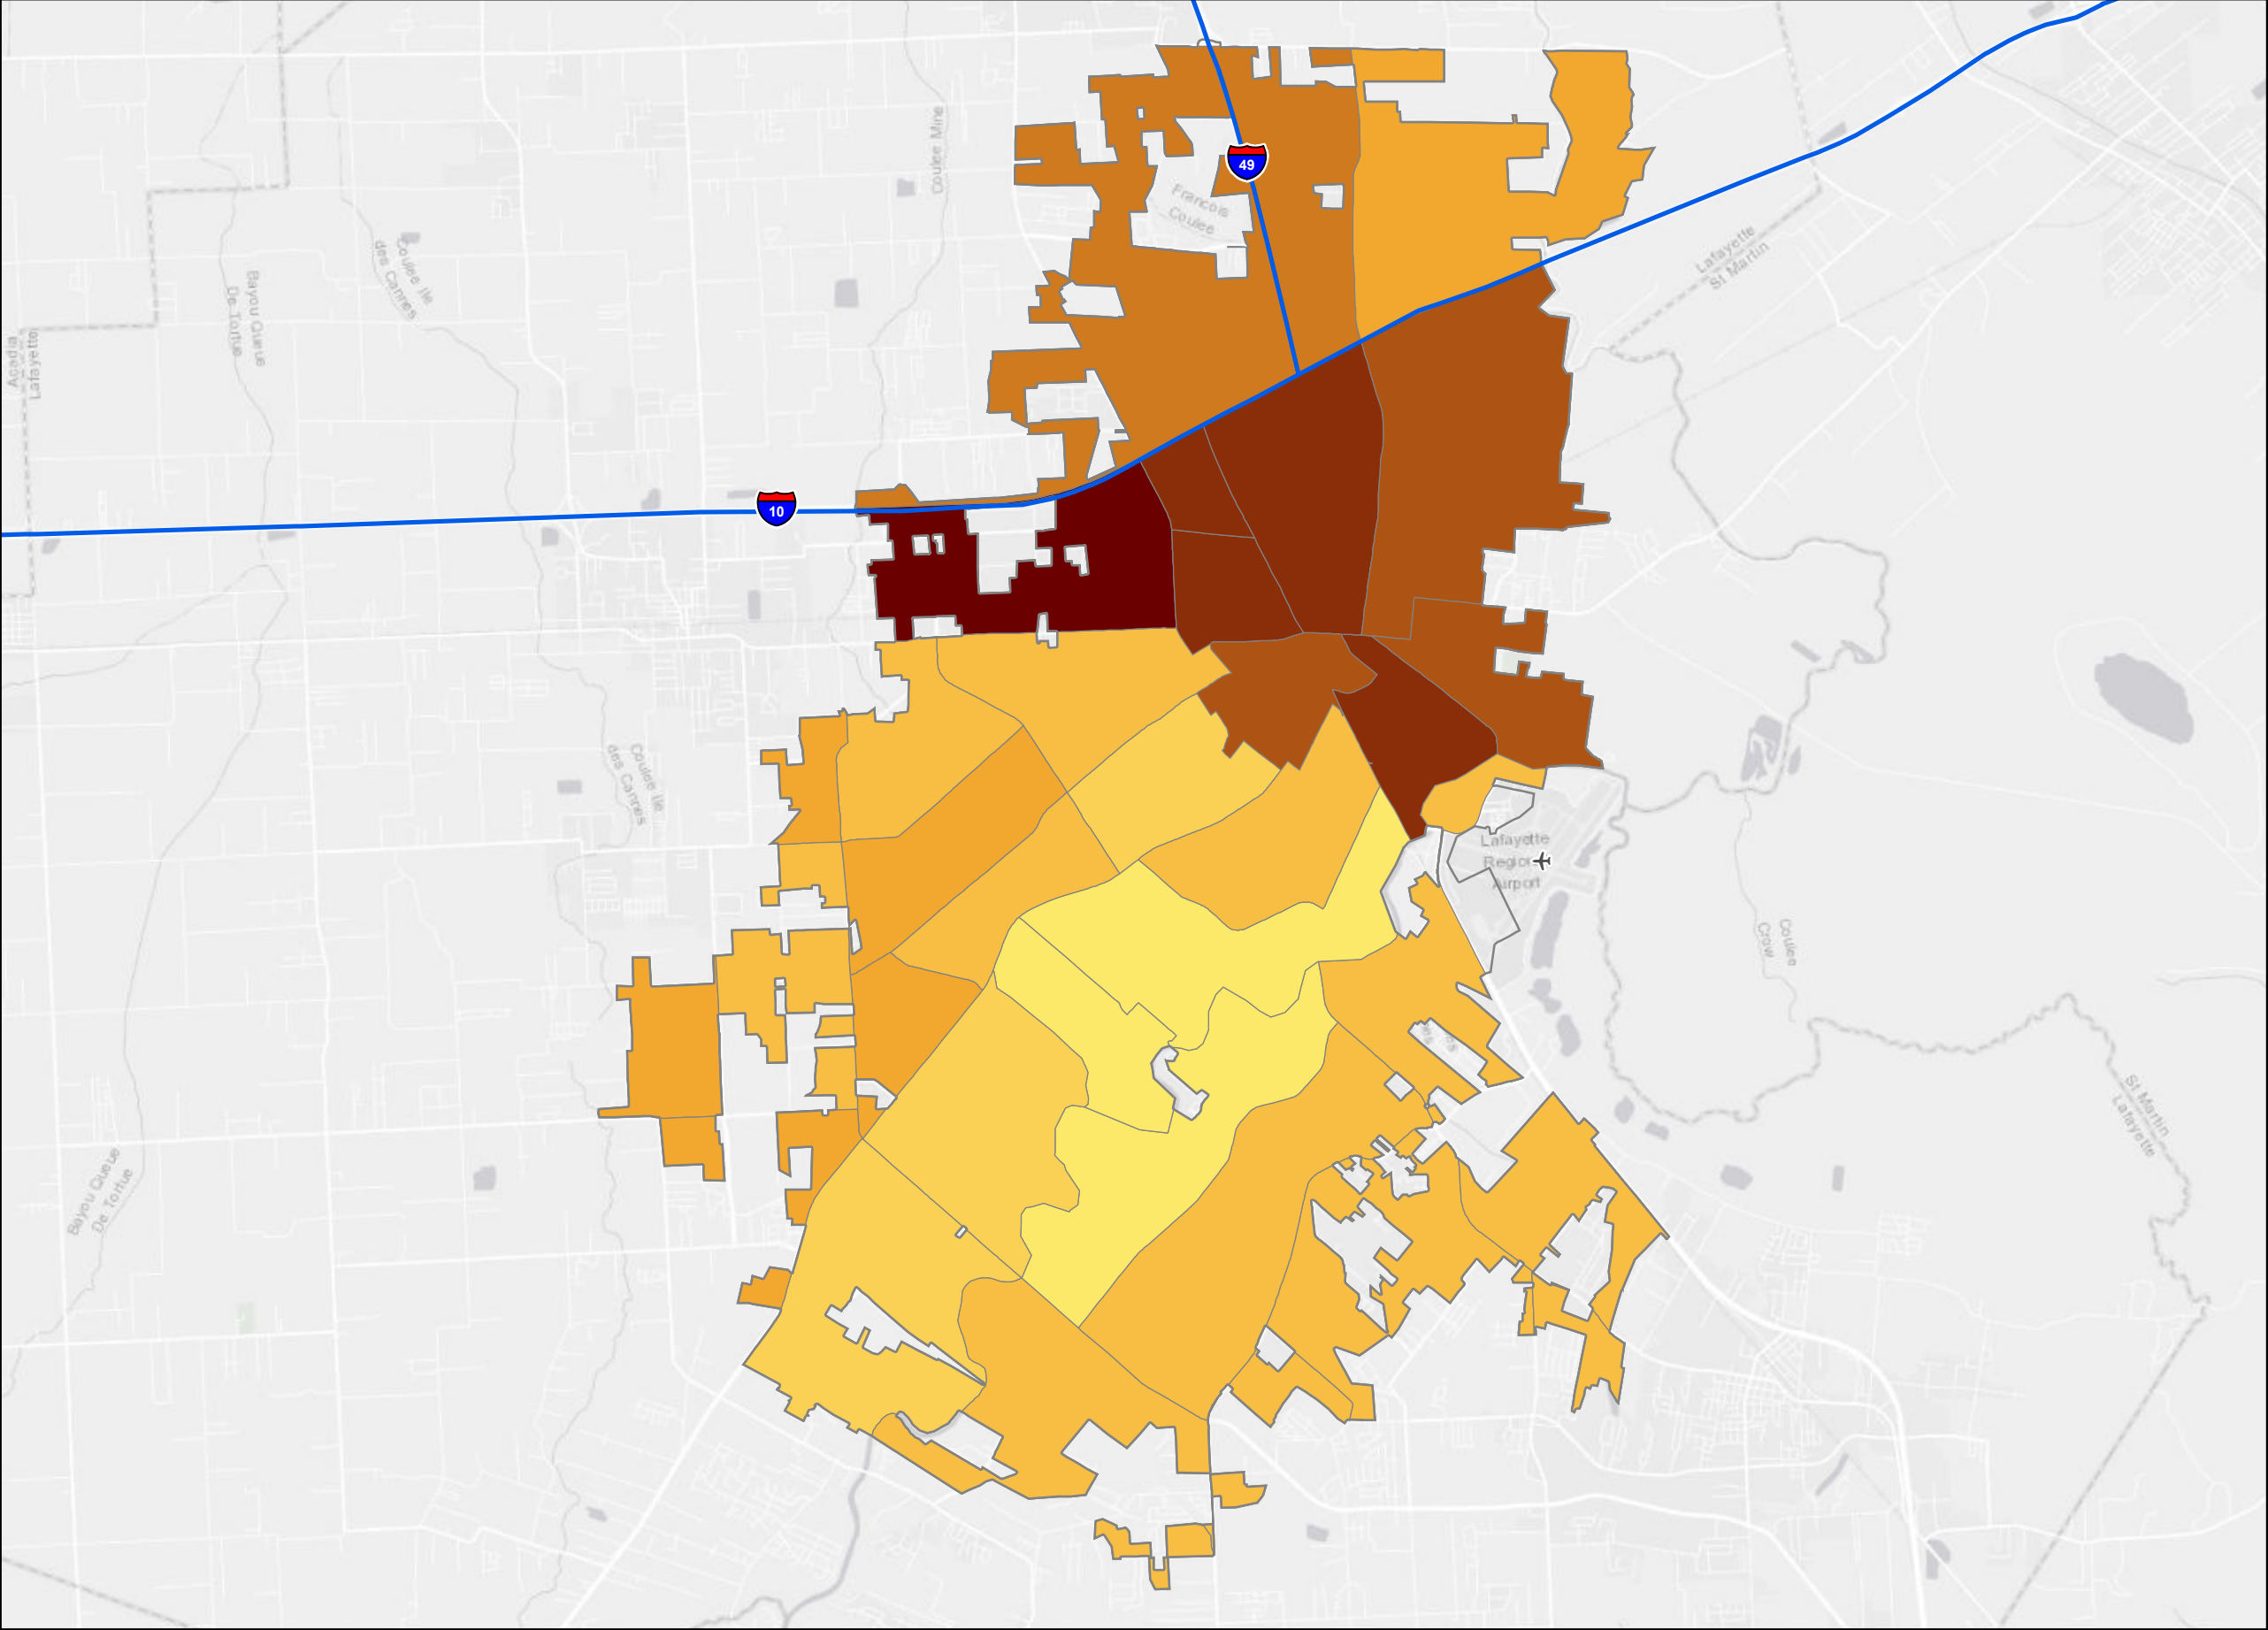 Coulee Mine
49
Francois
Coulee
Lafayette
St Martin
Coulee Ile
des Cannes
Bayou Queue
De Tortue
Acadia
Lafayette
10
Coulee Ile
des Cannes
Lafayette
Regional
Airport
Coulee
Crow
St Martin
Lafayette
Bayou Queue
De Tortue